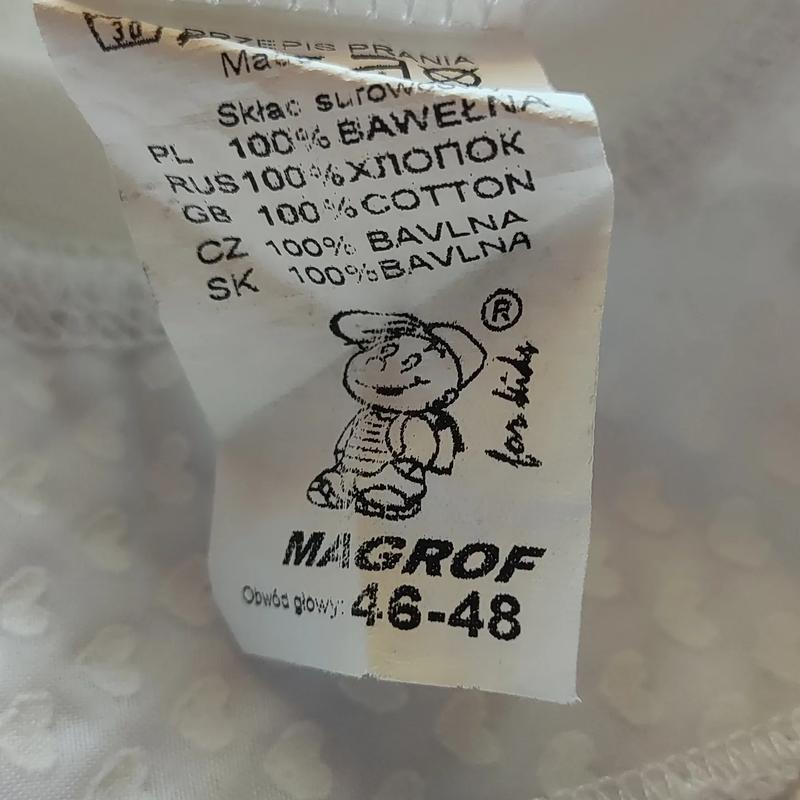 30 PRZEPIS PRANIA
Skład surowcowy
PL 100% BAWEŁNA
RUS 100% ХЛОПОК
GB 100% COTTON
CZ 100% BAVLNA
SK 100% BAVLNA
®
for kids
MAGROF
Obwód głowy: 46-48